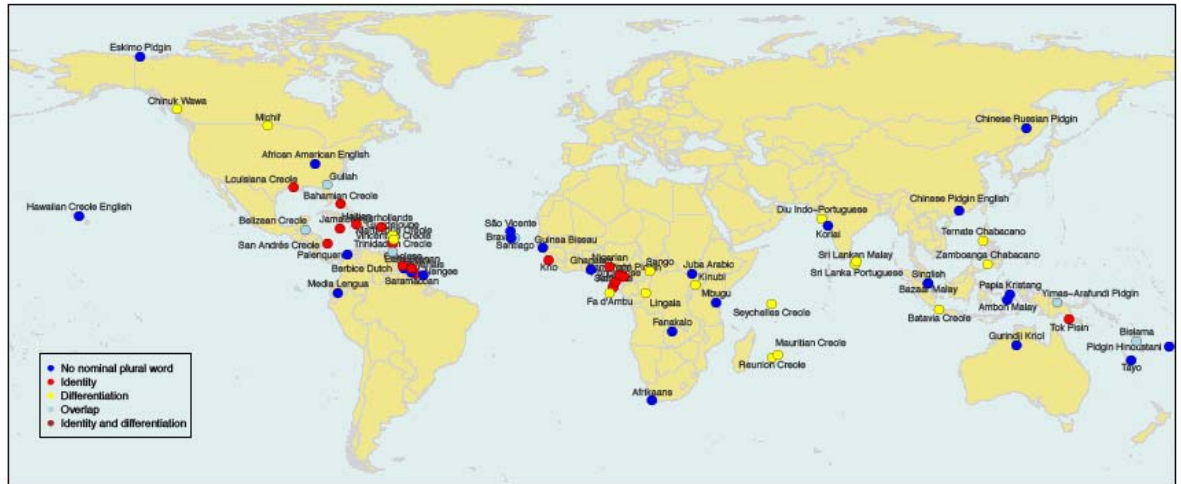 Eskimo Pidgin
Chinuk Wawa
Michif
Chinese Russian Pidgin
African American English
Gullah
Louisiana Creole
Bahamian Creole
Hawaiian Creole English
Chinese Pidgin English
Belizean Creole
São Vicente
Brava
Santiago
Guinea Bissau
Diu Indo-Portuguese
Korlai
Ternate Chabacano
San Andrés Creole
Trinidadian Creole
Palenquero
Krio
Nigerian
Sango
Juba Arabic
Kinubi
Sri Lankan Malay
Sri Lanka Portuguese
Zamboanga Chabacano
Berbice Dutch
Nengee
Saramaccan
Media Lengua
Fa d'Ambu
Lingala
Mbugu
Seychelles Creole
Singlish
Bazaar Malay
Papia Kristang
Ambon Malay
Yimas-Arafundi Pidgin
Batavia Creole
Tok Pisin
Bislama
Fanakalo
Mauritian Creole
Reunion Creole
Gurindji Kriol
Pidgin Hindustani
Tayo
Afrikaans
No nominal plural word
Identity
Differentiation
Overlap
Identity and differentiation